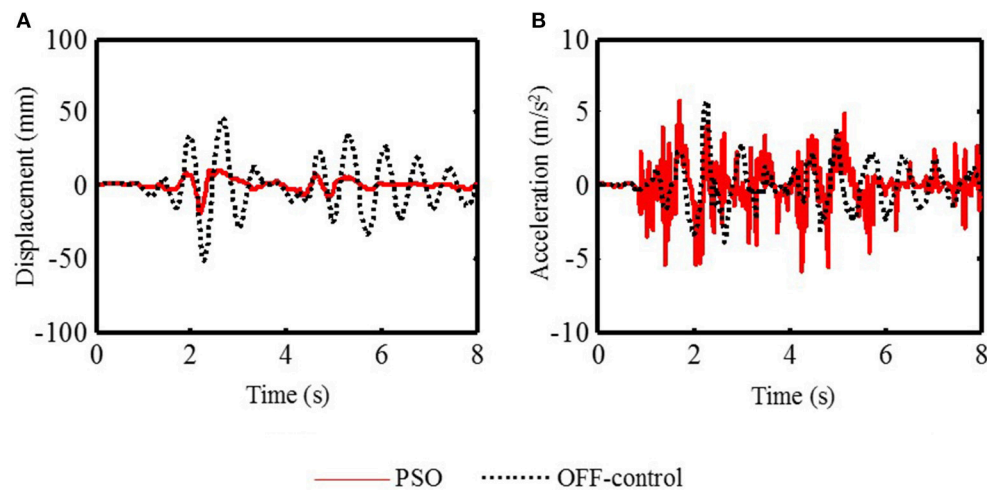 A
B
100
50
0
-50
-100
Displacement (mm)
0
2
4
6
8
Time (s)
10
5
0
-5
-10
Acceleration (m/s²)
0
2
4
6
8
Time (s)
PSO
OFF-control